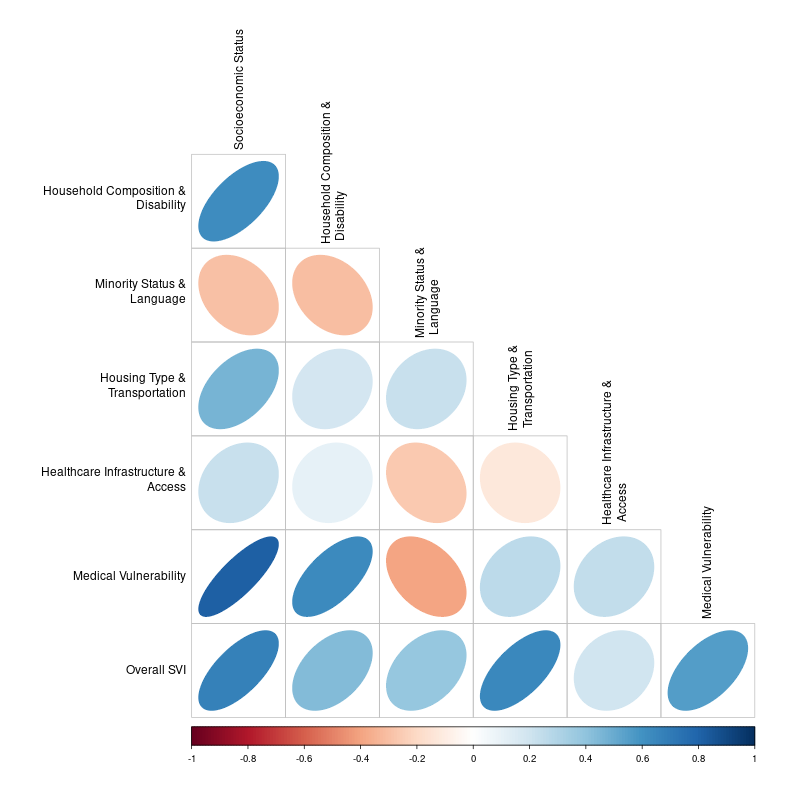 Socioeconomic Status
Household Composition &
Disability
Minority Status &
Language
Housing Type &
Transportation
Healthcare Infrastructure &
Access
Medical Vulnerability
Household Composition &
Disability
Minority Status &
Language
Housing Type &
Transportation
Healthcare Infrastructure &
Access
Medical Vulnerability
Overall SVI
-1 -0.8 -0.6 -0.4 -0.2 0 0.2 0.4 0.6 0.8 1